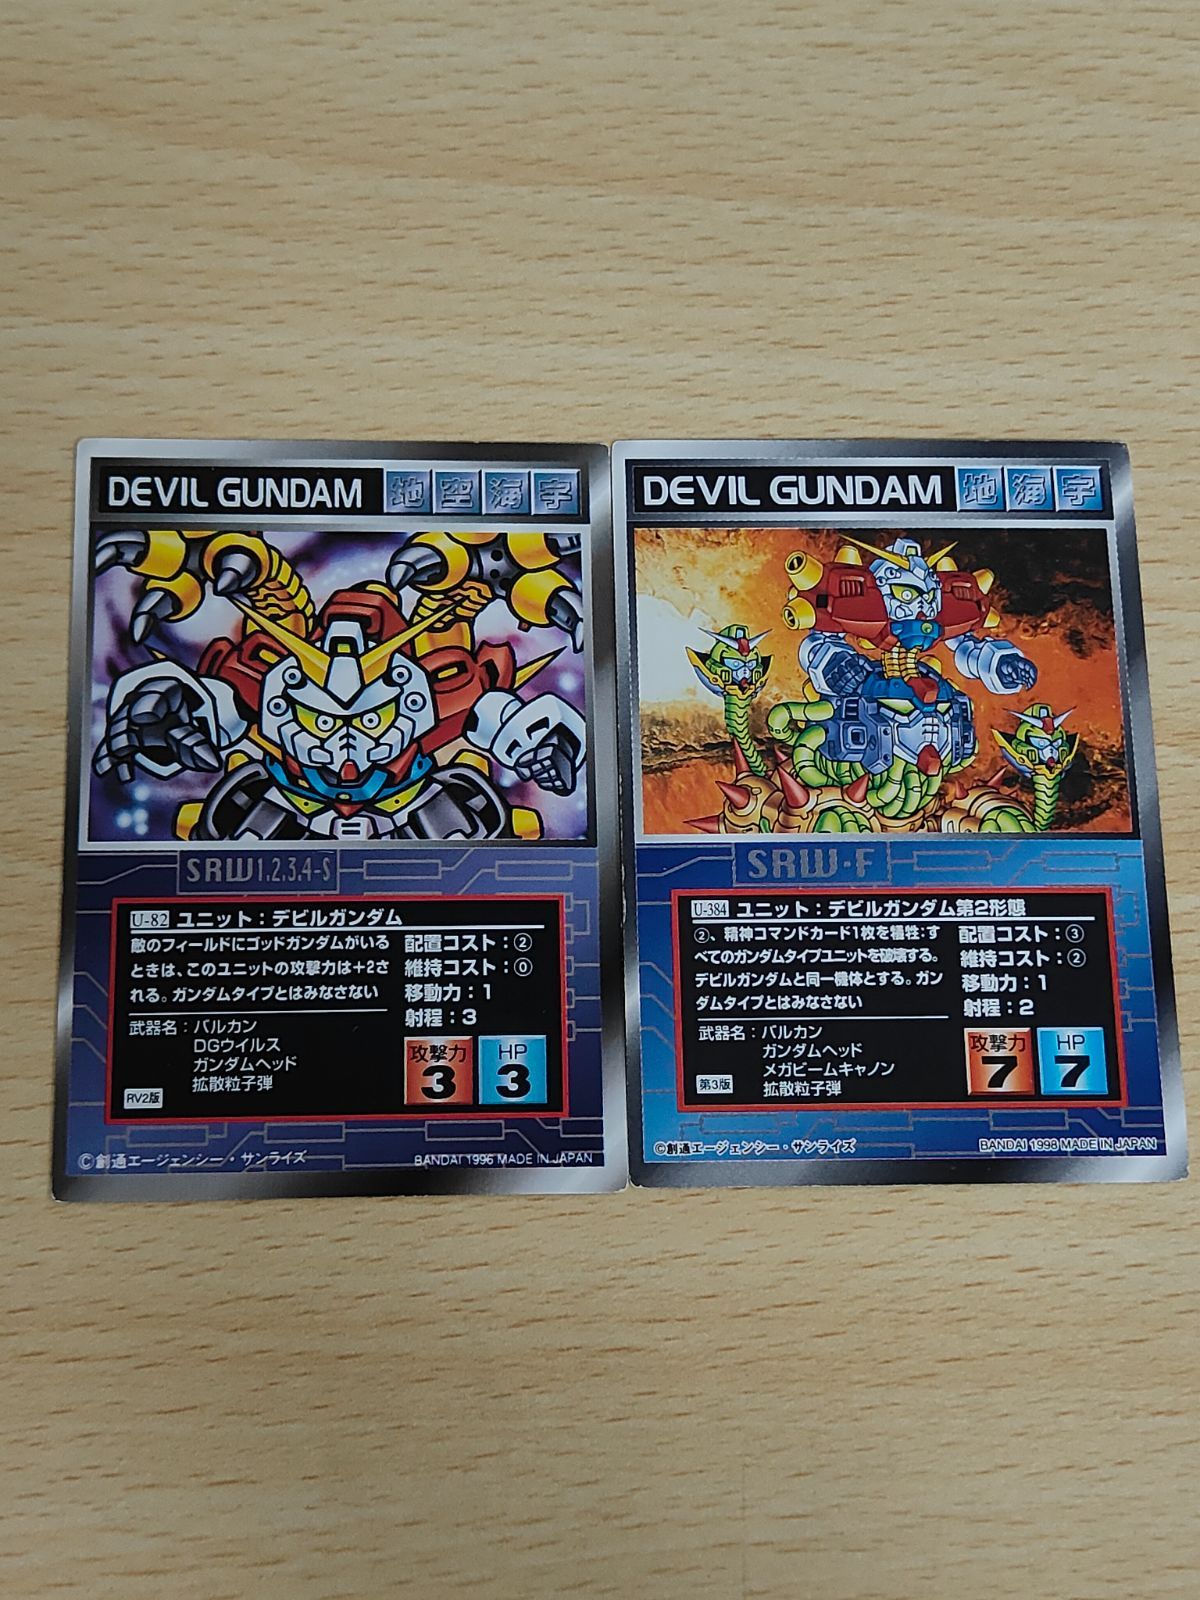 DEVIL GUNDAM 地 空 海 宇
SRW 1,2,3,4-S
U-82 ユニット：デビルガンダム
敵のフィールドにゴッドガンダムがいる
ときは、このユニットの攻撃力は+2さ
れる。ガンダムタイプとはみなさない
配置コスト：②
維持コスト：⓪
移動力：1
射程：3
武器名：バルカン
DGウイルス
ガンダムヘッド
拡散粒子弾
攻撃力
3
HP
3
RV2版
©創通エージェンシー・サンライズ
BANDAI 1996 MADE IN JAPAN
DEVIL GUNDAM 地 海 宇
SRW・F
U-384 ユニット：デビルガンダム第2形態
②、精神コマンドカード1枚を犠牲：す
べてのガンダムタイプユニットを破壊する。
デビルガンダムと同一機体とする。ガン
ダムタイプとはみなさない
配置コスト：③
維持コスト：②
移動力：1
射程：2
武器名：バルカン
ガンダムヘッド
メガビームキャノン
拡散粒子弾
攻撃力
7
HP
7
第3版
©創通エージェンシー・サンライズ
BANDAI 1998 MADE IN JAPAN